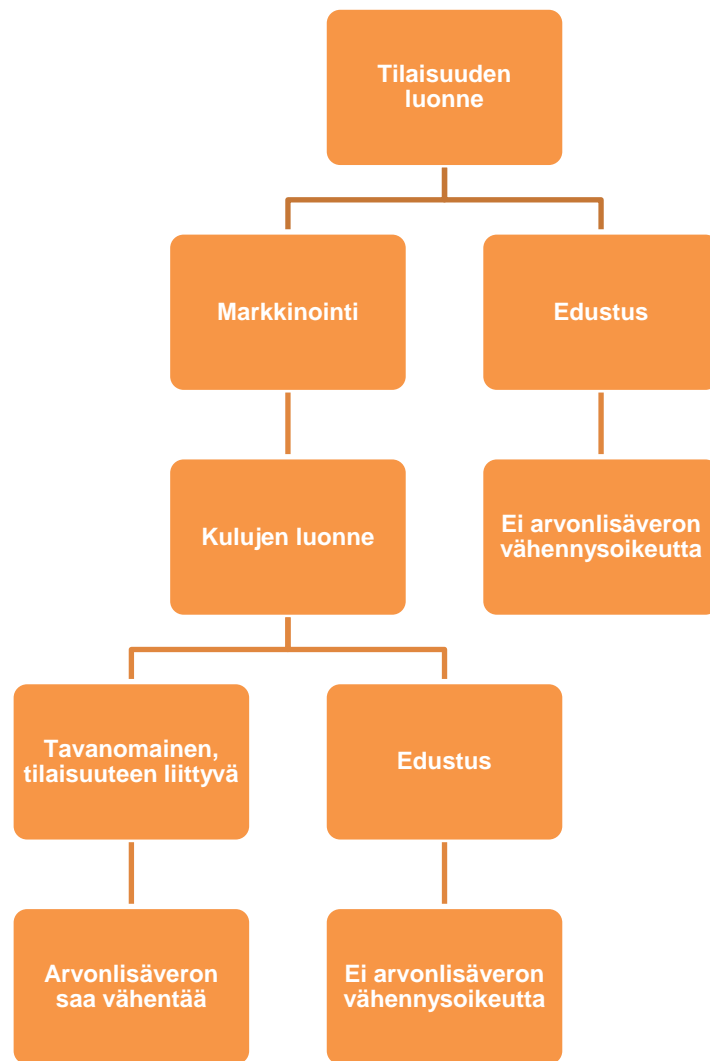 Tilaisuuden
luonne
Markkinointi
Edustus
Kulujen luonne
Ei arvonlisäveron
vähennysoikeutta
Tavanomainen,
tilaisuuteen liittyvä
Edustus
Arvonlisäveron
saa vähentää
Ei arvonlisäveron
vähennysoikeutta